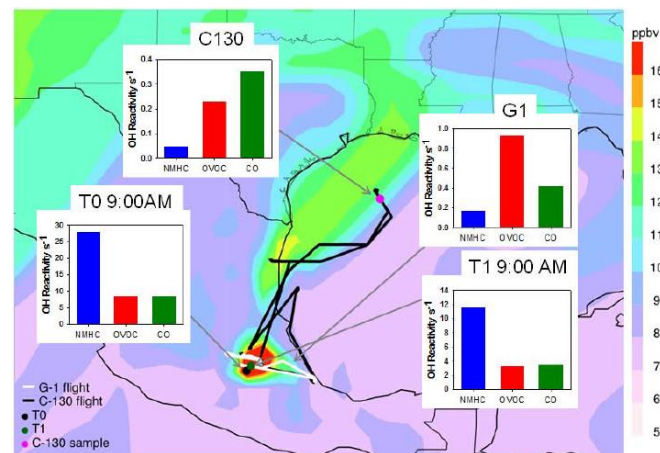 C130
OH Reactivity s-1
0.4
0.3
0.2
0.1
0.0
NMHC OVOC CO
ppbv
G1
OH Reactivity s-1
1.0
0.8
0.6
0.4
0.2
0.0
NMHC OVOC CO
T0 9:00AM
OH Reactivity s-1
30
25
20
15
10
5
0
NMHC OVOC CO
T1 9:00 AM
OH Reactivity s-1
14
12
10
8
6
4
2
0
NMHC OVOC CO
G-1 flight
C-130 flight
T0
T1
C-130 sample
16
15
14
13
12
11
10
9
8
7
6
5